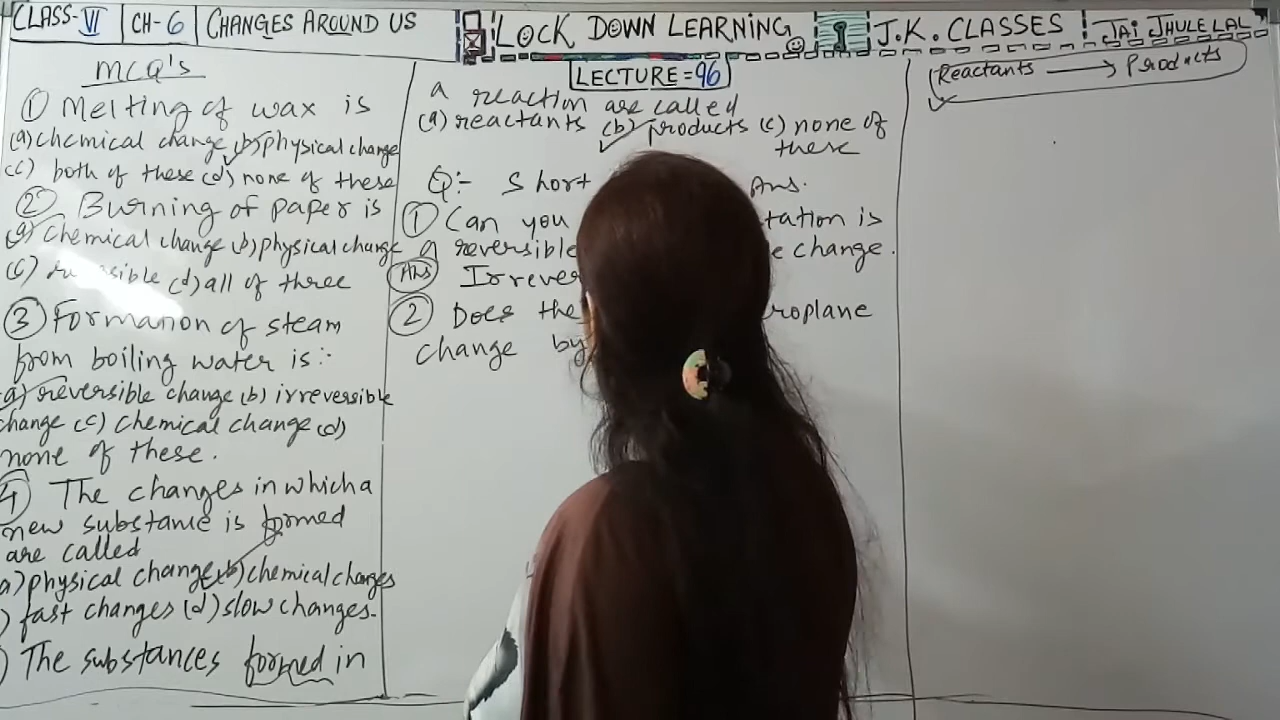 CLASS-VI CH-6 CHANGES AROUND US
LOCK DOWN LEARNING
J.K. CLASSES
JAI JHULELAL
MCQ's
① Melting of wax is
(a) chemical change (b) physical change
(c) both of these (d) none of these
② Burning of paper is
(a) chemical change (b) physical change
(c) reversible (d) all of three
③ Formation of steam
from boiling water is:-
a) reversible change (b) irreversible
change (c) chemical change (d)
none of these.
④ The changes in which a
new substance is formed
are called
a) physical changes (b) chemical changes
) fast changes (d) slow changes.
) The substances formed in
LECTURE = 96
a reaction are called
(a) reactants (b) products (c) none of
these
Q:- Short Ans.
① Can you tation is
a reversible e change.
Ans Irrever
② Does the roplane
change by
Reactants → Products